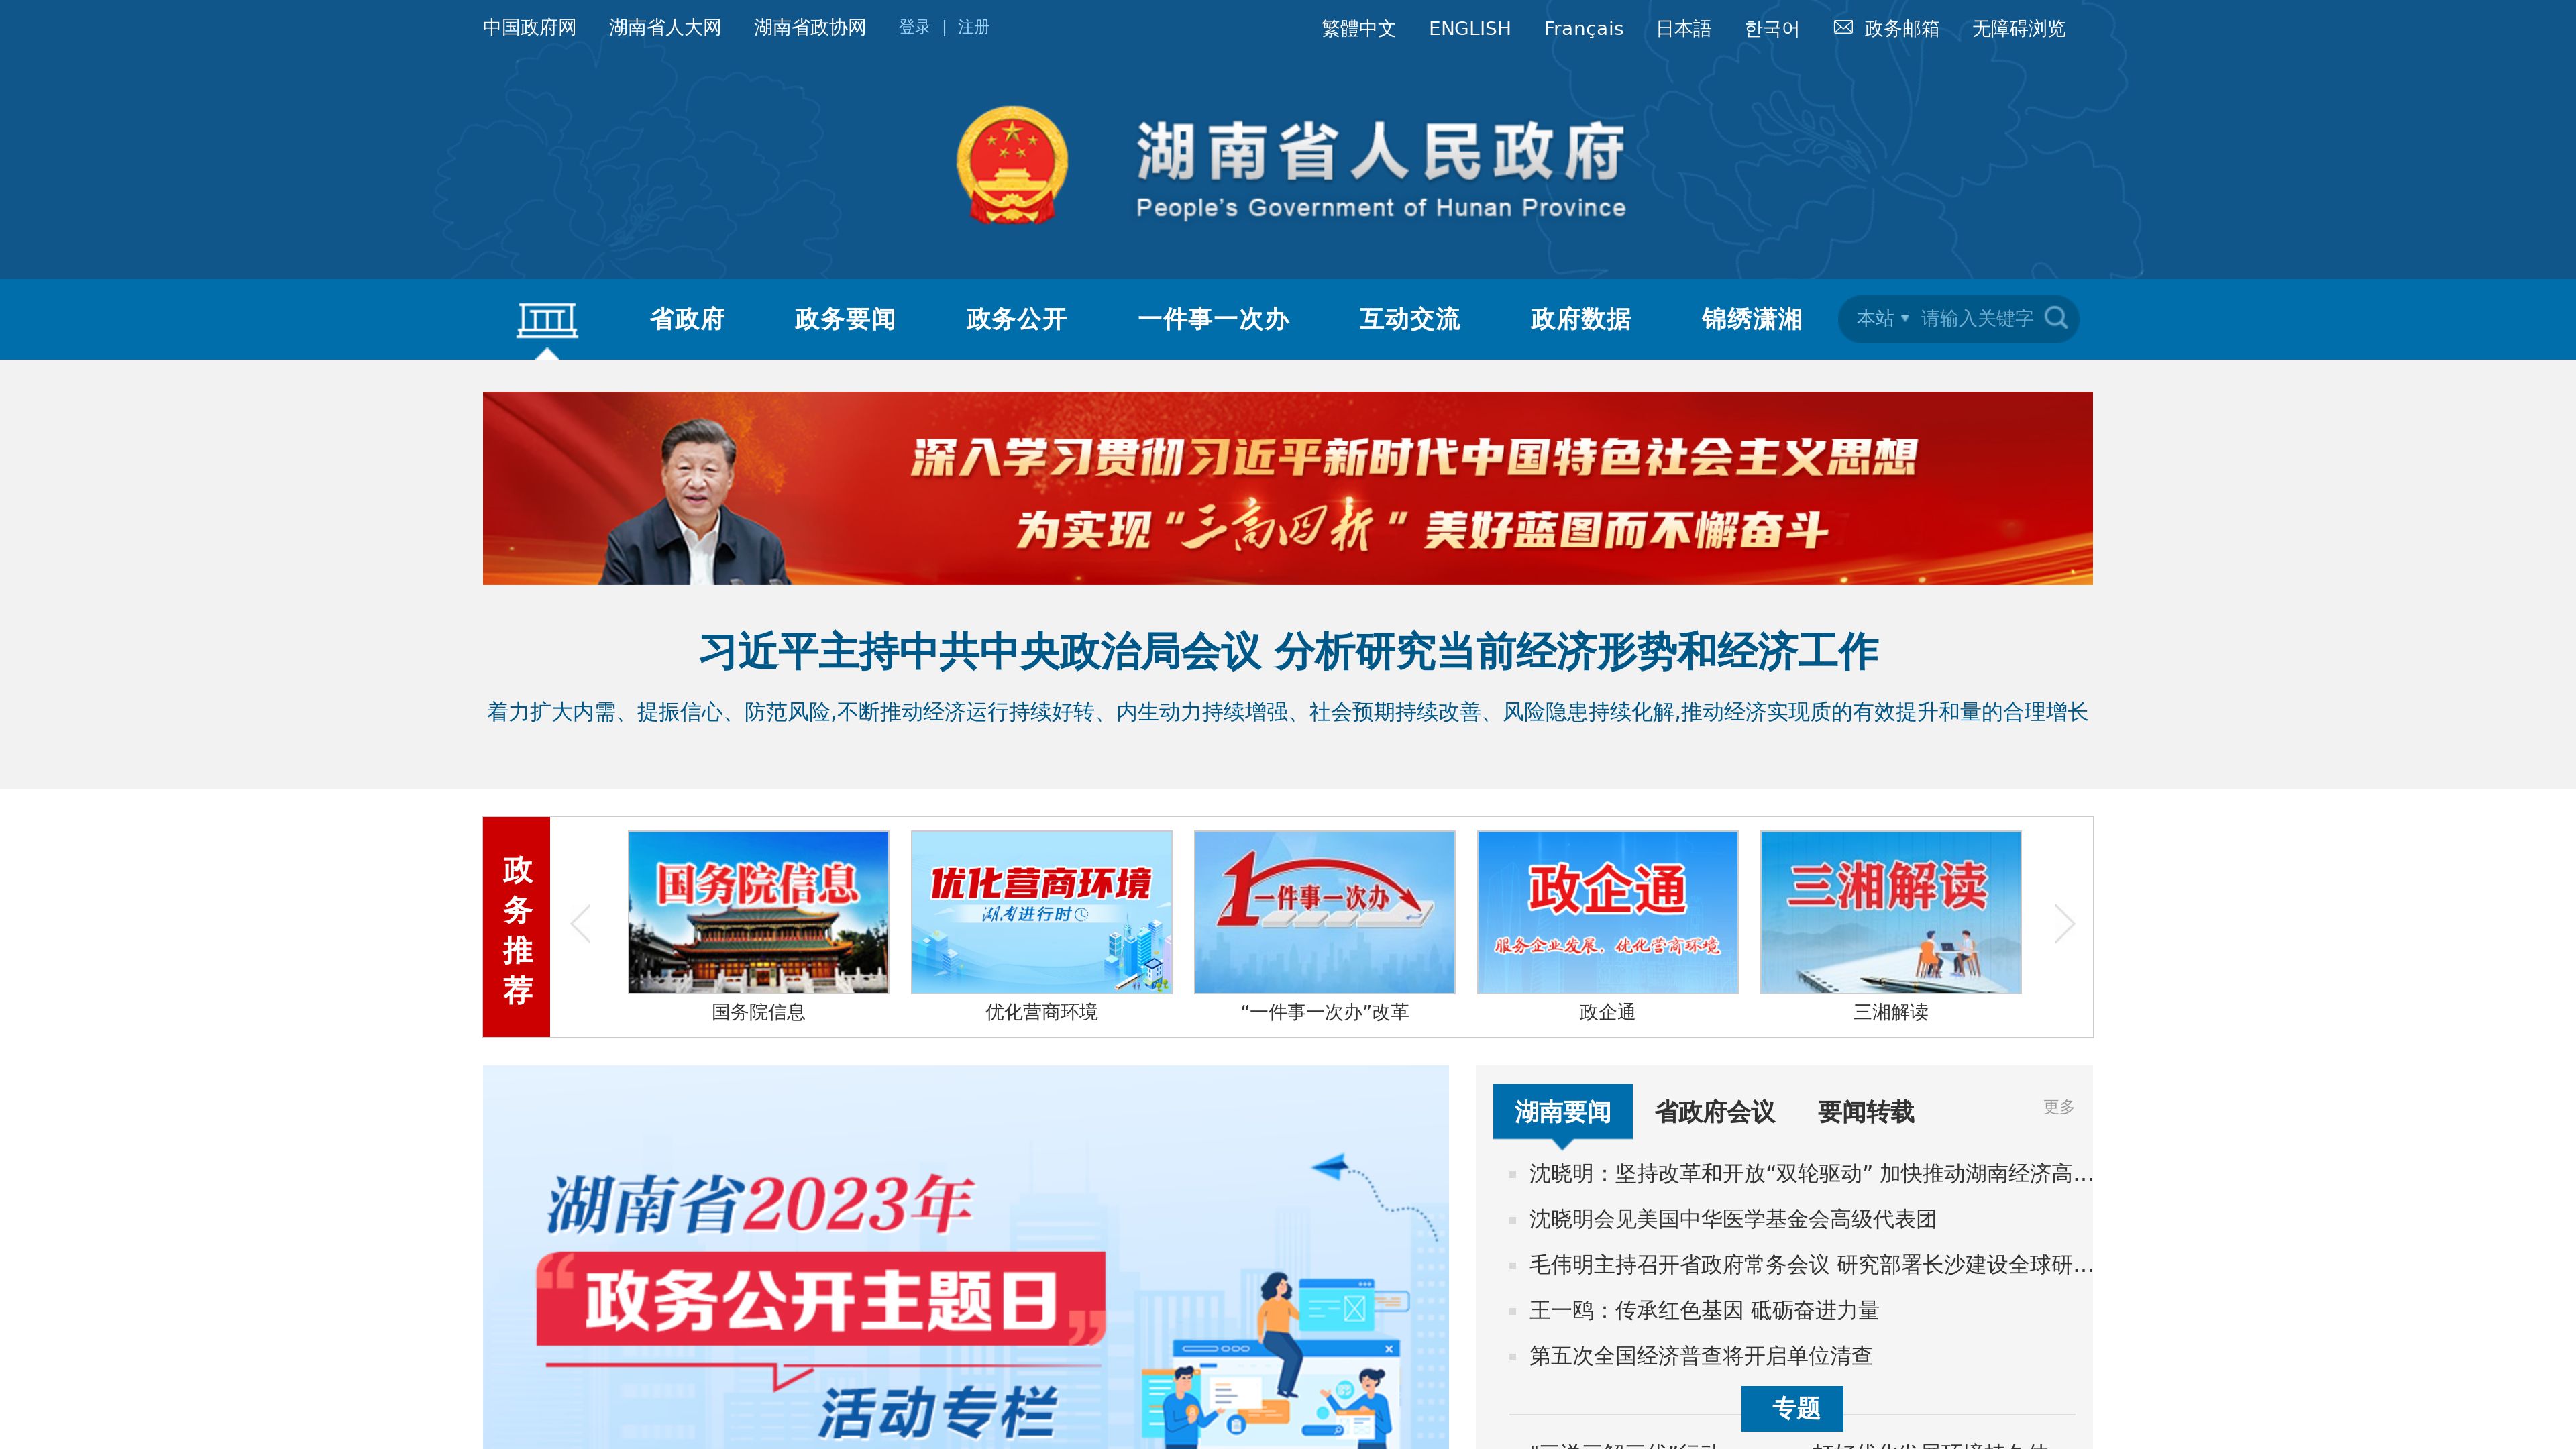 中国政府网 湖南省人大网 湖南省政协网 登录 | 注册 繁體中文 ENGLISH Français 日本語 한국어 政务邮箱 无障碍浏览
湖南省人民政府
People's Government of Hunan Province
省政府 政务要闻 政务公开 一件事一次办 互动交流 政府数据 锦绣潇湘 本站 请输入关键字
深入学习贯彻习近平新时代中国特色社会主义思想
为实现“三高四新”美好蓝图而不懈奋斗
习近平主持中共中央政治局会议 分析研究当前经济形势和经济工作
着力扩大内需、提振信心、防范风险,不断推动经济运行持续好转、内生动力持续增强、社会预期持续改善、风险隐患持续化解,推动经济实现质的有效提升和量的合理增长
政务推荐
国务院信息
优化营商环境
湖南进行时
1一件事一次办
政企通
服务企业发展，优化营商环境
三湘解读
国务院信息 优化营商环境 “一件事一次办”改革 政企通 三湘解读
湖南省2023年
“政务公开主题日”
活动专栏
湖南要闻 省政府会议 要闻转载 更多
沈晓明：坚持改革和开放“双轮驱动” 加快推动湖南经济高...
沈晓明会见美国中华医学基金会高级代表团
毛伟明主持召开省政府常务会议 研究部署长沙建设全球研...
王一鸥：传承红色基因 砥砺奋进力量
第五次全国经济普查将开启单位清查
专题